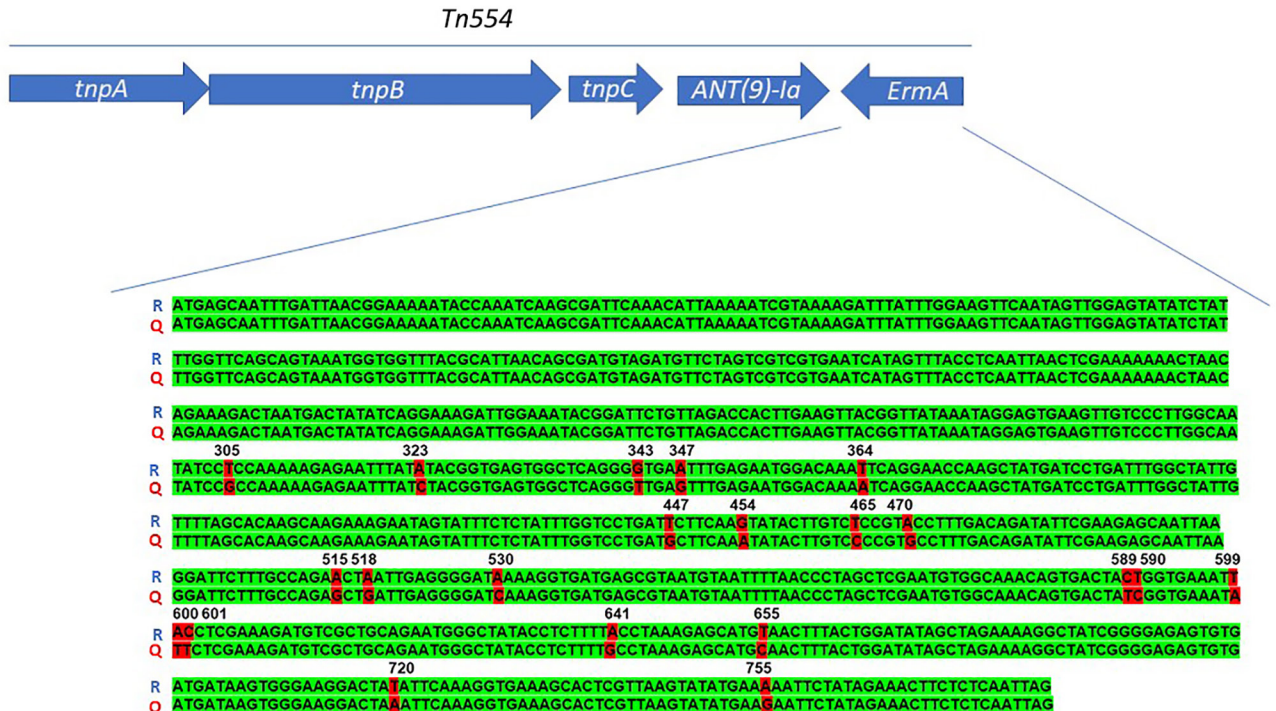 Tn554
tnpA tnpB tnpC ANT(9)-Ia ErmA
R ATGAGCAATTTGATTAACGGAAAAATACCAAATCAAGCGATTCAAACATTAAAAATCGTAAAAGATTTATTTGGAAGTTCAATAGTTGGAGTATATCTAT
Q ATGAGCAATTTGATTAACGGAAAAATACCAAATCAAGCGATTCAAACATTAAAAATCGTAAAAGATTTATTTGGAAGTTCAATAGTTGGAGTATATCTAT
R TTGGTTCAGCAGTAAATGGTGGTTTACGCATTAACAGCGATGTAGATGTTCTAGTCGTCGTGAATCATAGTTTACCTCAATTAACTCGAAAAAAACTAAC
Q TTGGTTCAGCAGTAAATGGTGGTTTACGCATTAACAGCGATGTAGATGTTCTAGTCGTCGTGAATCATAGTTTACCTCAATTAACTCGAAAAAAACTAAC
R AGAAAGACTAATGACTATATCAGGAAAGATTGGAAATACGGATTCTGTTAGACCACTTGAAGTTACGGTTATAAATAGGAGTGAAGTTGTCCCTTGGCAA
Q AGAAAGACTAATGACTATATCAGGAAAGATTGGAAATACGGATTCTGTTAGACCACTTGAAGTTACGGTTATAAATAGGAGTGAAGTTGTCCCTTGGCAA
305 323 343 347 364
R TATCCTCCAAAAAGAGAATTTATATACGGTGAGTGGCTCAGGGGTGAATTTGAGAATGGACAAATTCAGGAACCAAGCTATGATCCTGATTTGGCTATTG
Q TATCCGCCAAAAAGAGAATTTATCTACGGTGAGTGGCTCAGGGTTGAGTTTGAGAATGGACAAAATCAGGAACCAAGCTATGATCCTGATTTGGCTATTG
447 454 465 470
R TTTTAGCACAAGCAAGAAAGAATAGTATTTCTCTATTTGGTCCTGATTCTTCAAGTATACTTGTCTCCGTACCTTTGACAGATATTCGAAGAGCAATTAA
Q TTTTAGCACAAGCAAGAAAGAATAGTATTTCTCTATTTGGTCCTGATGCTTCAAATATACTTGTCCCCGTGCCTTTGACAGATATTCGAAGAGCAATTAA
515 518 530 589 590 599
R GGATTCTTTGCCAGAACTAATTGAGGGGATAAAAGGTGATGAGCGTAATGTAATTTTAACCCTAGCTCGAATGTGGCAAACAGTGACTACTGGTGAAATT
Q GGATTCTTTGCCAGAGCTGATTGAGGGGATCAAAGGTGATGAGCGTAATGTAATTTTAACCCTAGCTCGAATGTGGCAAACAGTGACTATCGGTGAAATA
600 601 641 655
R ACCTCGAAAGATGTCGCTGCAGAATGGGCTATACCTCTTTTACCTAAAGAGCATGTAACTTTACTGGATATAGCTAGAAAAGGCTATCGGGGAGAGTGTG
Q TTCTCGAAAGATGTCGCTGCAGAATGGGCTATACCTCTTTTGCCTAAAGAGCATGCAACTTTACTGGATATAGCTAGAAAAGGCTATCGGGGAGAGTGTG
720 755
R ATGATAAGTGGGAAGGACTATATTCAAAGGTGAAAGCACTCGTTAAGTATATGAAAAATTCTATAGAAACTTCTCTCAATTAG
Q ATGATAAGTGGGAAGGACTAAATTCAAAGGTGAAAGCACTCGTTAAGTATATGAAGAATTCTATAGAAACTTCTCTCAATTAG